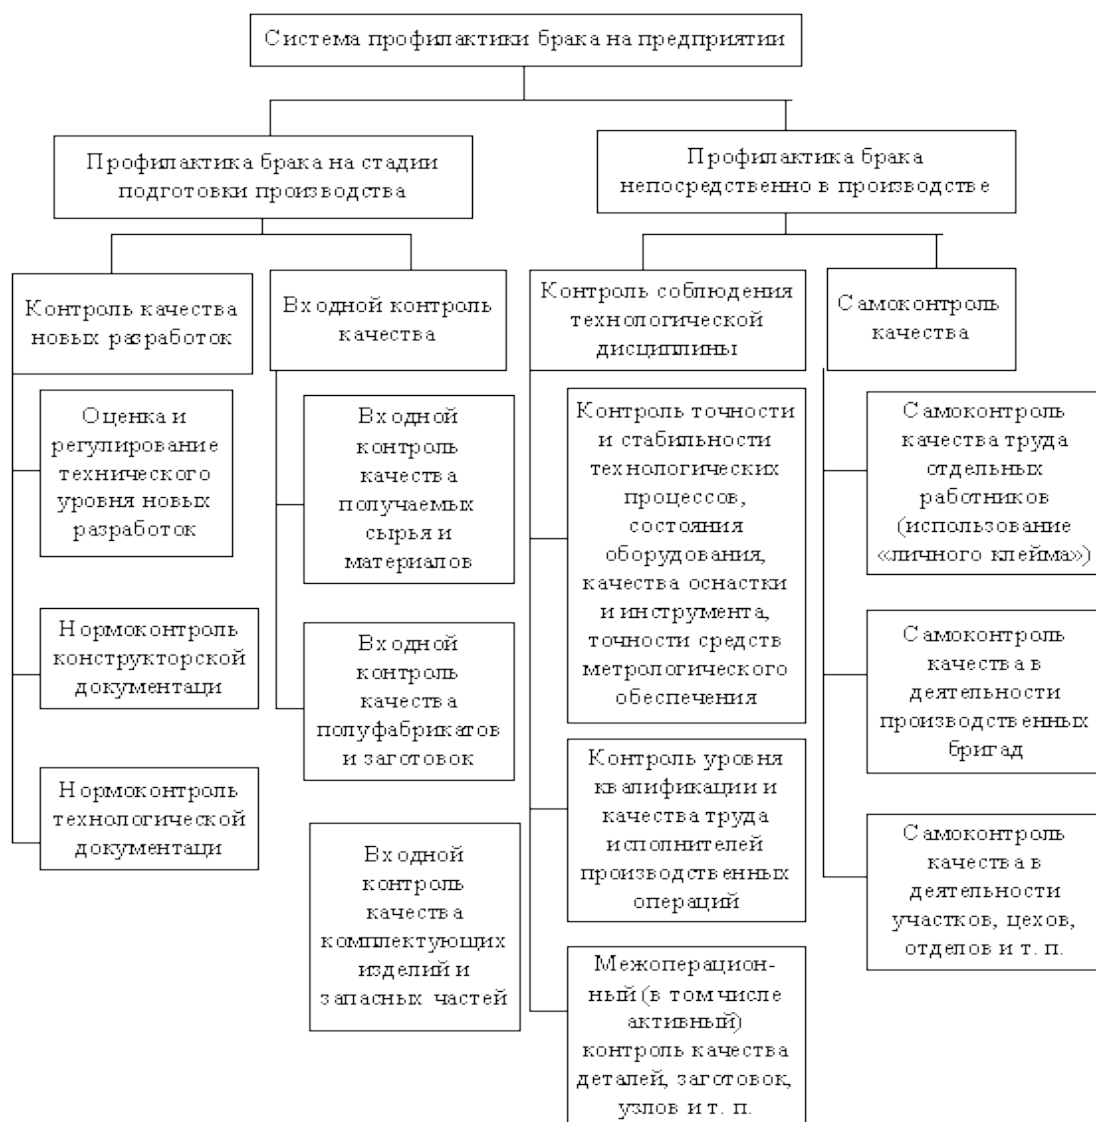 Система профилактики брака на предприятии
Профилактика брака на стадии
подготовки производства
Профилактика брака
непосредственно в производстве
Контроль качества
новых разработок
Входной контроль
качества
Контроль соблюдения
технологической
дисциплины
Самоконтроль
качества
Оценка и
регулирование
технического
уровня новых
разработок
Нормоконтроль
конструкторской
документаци
Нормоконтроль
технологической
документаци
Входной
контроль
качества
получаемых
сырья и
материалов
Входной
контроль
качества
полуфабрикатов
и заготовок
Входной
контроль
качества
комплектующих
изделий и
запасных частей
Контроль точности
и стабильности
технологических
процессов,
состояния
оборудования,
качества оснастки
и инструмента,
точности средств
метрологического
обеспечения
Контроль уровня
квалификации и
качества труда
исполнителей
производственных
операций
Межоперацион-
ный (в том числе
активный)
контроль качества
деталей, заготовок,
узлов и т. п.
Самоконтроль
качества труда
отдельных
работников
(использование
«личного клейма»)
Самоконтроль
качества в
деятельности
производственных
бригад
Самоконтроль
качества в
деятельности
участков, цехов,
отделов и т. п.